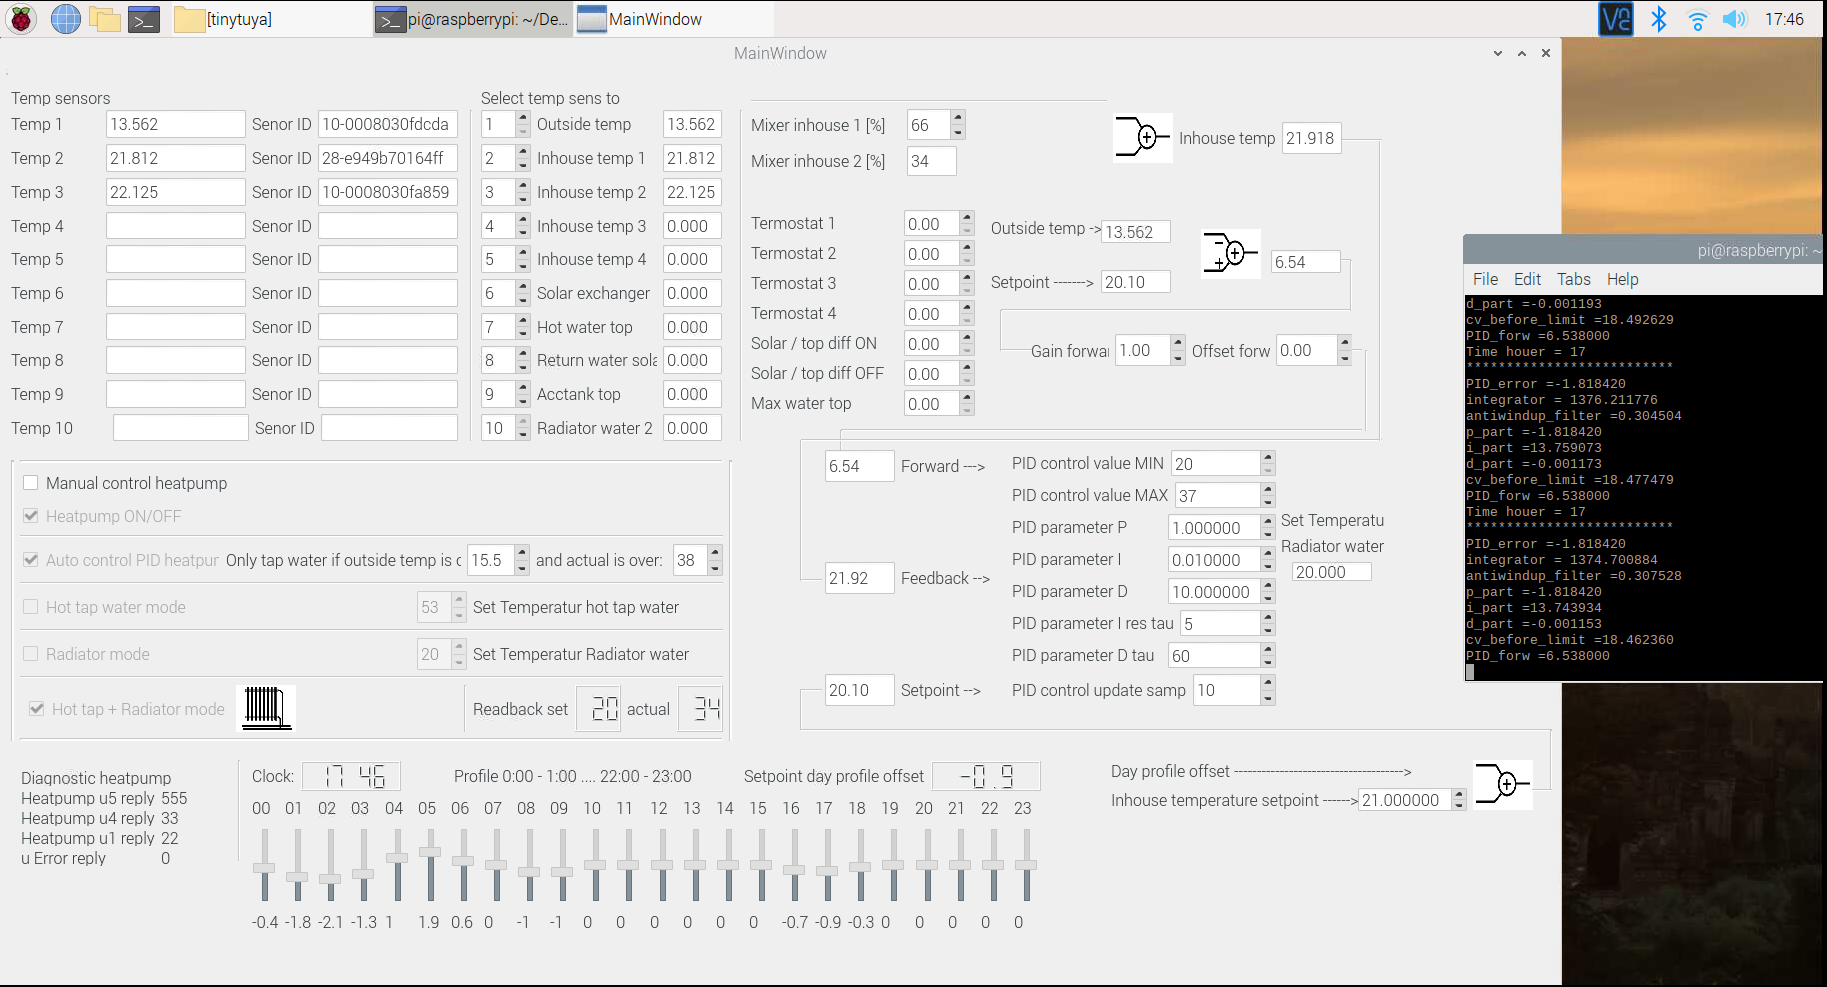 [tinytuya]
pi@raspberrypi: ~/De...
MainWindow
17:46
MainWindow
Temp sensors
Temp 1 13.562 Senor ID 10-0008030fdcda
Temp 2 21.812 Senor ID 28-e949b70164ff
Temp 3 22.125 Senor ID 10-0008030fa859
Temp 4 Senor ID
Temp 5 Senor ID
Temp 6 Senor ID
Temp 7 Senor ID
Temp 8 Senor ID
Temp 9 Senor ID
Temp 10 Senor ID
Select temp sens to
1 Outside temp 13.562
2 Inhouse temp 1 21.812
3 Inhouse temp 2 22.125
4 Inhouse temp 3 0.000
5 Inhouse temp 4 0.000
6 Solar exchanger 0.000
7 Hot water top 0.000
8 Return water sola 0.000
9 Acctank top 0.000
10 Radiator water 2 0.000
Mixer inhouse 1 [%] 66
Mixer inhouse 2 [%] 34
Inhouse temp 21.918
Termostat 1 0.00
Termostat 2 0.00
Termostat 3 0.00
Termostat 4 0.00
Solar / top diff ON 0.00
Solar / top diff OFF 0.00
Max water top 0.00
Outside temp -> 13.562
Setpoint -------> 20.10
6.54
Gain forwa 1.00 Offset forw 0.00
6.54 Forward --->
21.92 Feedback -->
20.10 Setpoint -->
PID control value MIN 20
PID control value MAX 37
PID parameter P 1.000000
PID parameter I 0.010000
PID parameter D 10.000000
PID parameter I res tau 5
PID parameter D tau 60
PID control update samp 10
Set Temperatu
Radiator water
20.000
Manual control heatpump
Heatpump ON/OFF
Auto control PID heatpur Only tap water if outside temp is c 15.5 and actual is over: 38
Hot tap water mode 53 Set Temperatur hot tap water
Radiator mode 20 Set Temperatur Radiator water
Hot tap + Radiator mode Readback set 20 actual 34
Diagnostic heatpump
Heatpump u5 reply 555
Heatpump u4 reply 33
Heatpump u1 reply 22
u Error reply 0
Clock: 17 46 Profile 0:00 - 1:00 .... 22:00 - 23:00 Setpoint day profile offset -0.9
00 01 02 03 04 05 06 07 08 09 10 11 12 13 14 15 16 17 18 19 20 21 22 23
-0.4 -1.8 -2.1 -1.3 1 1.9 0.6 0 -1 -1 0 0 0 0 0 0 -0.7 -0.9 -0.3 0 0 0 0 0
Day profile offset ------------------------------------->
Inhouse temperature setpoint ------> 21.000000
pi@raspberrypi: ~
File Edit Tabs Help
d_part =-0.001193
cv_before_limit =18.492629
PID_forw =6.538000
Time houer = 17
**************************
PID_error =-1.818420
integrator = 1376.211776
antiwindup_filter =0.304504
p_part =-1.818420
i_part =13.759073
d_part =-0.001173
cv_before_limit =18.477479
PID_forw =6.538000
Time houer = 17
**************************
PID_error =-1.818420
integrator = 1374.700884
antiwindup_filter =0.307528
p_part =-1.818420
i_part =13.743934
d_part =-0.001153
cv_before_limit =18.462360
PID_forw =6.538000